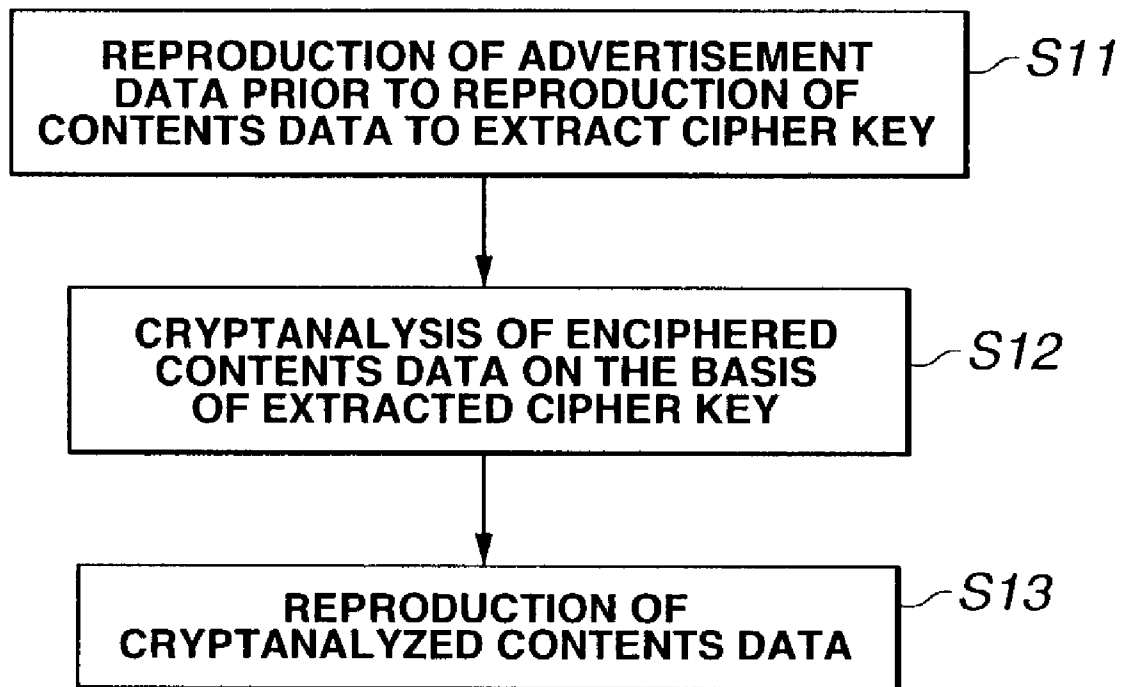 REPRODUCTION OF ADVERTISEMENT
DATA PRIOR TO REPRODUCTION OF
CONTENTS DATA TO EXTRACT CIPHER KEY
S11
CRYPTANALYSIS OF ENCIPHERED
CONTENTS DATA ON THE BASIS
OF EXTRACTED CIPHER KEY
S12
REPRODUCTION OF
CRYPTANALYZED CONTENTS DATA
S13